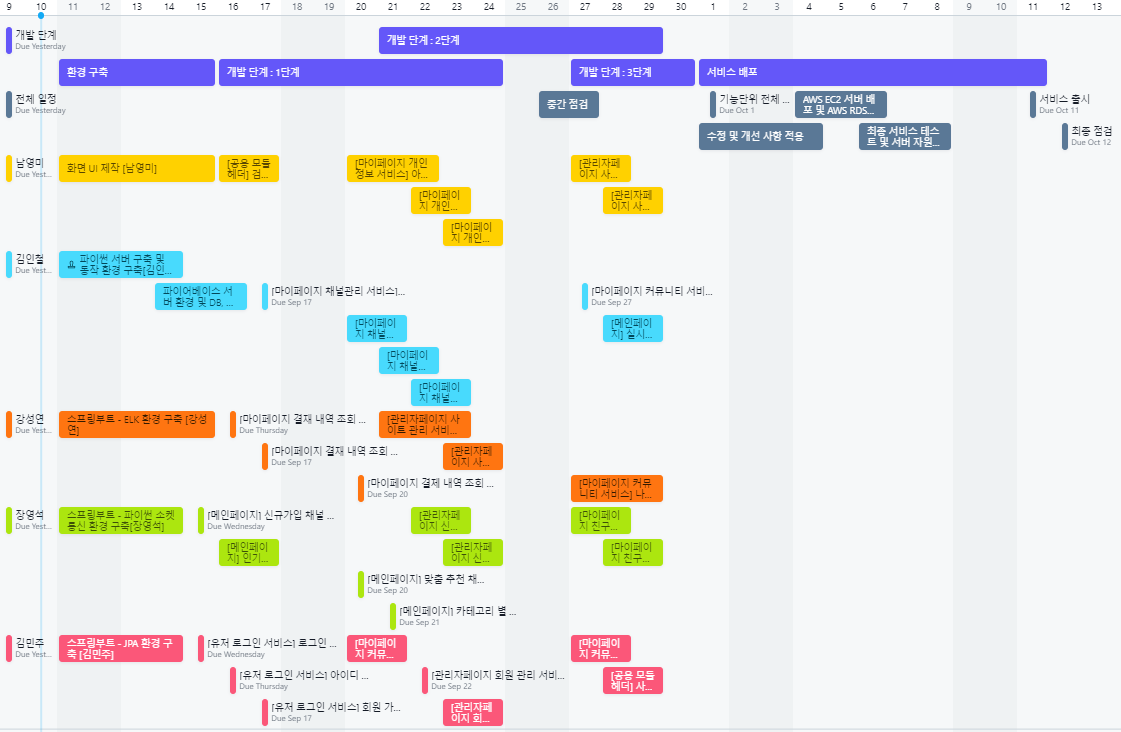 9 10 11 12 13 14 15 16 17 18 19 20 21 22 23 24 25 26 27 28 29 30 1 2 3 4 5 6 7 8 9 10 11 12 13
개발 단계
Due Yesterday
개발 단계 : 2단계
환경 구축
개발 단계 : 1단계
개발 단계 : 3단계
서비스 배포
전체 일정
Due Yesterday
중간 점검
기능단위 전체 ...
Due Oct 1
AWS EC2 서버 배
포 및 AWS RDS...
서비스 출시
Due Oct 11
수정 및 개선 사항 적용
최종 서비스 테스
트 및 서버 자원...
최종 점검
Due Oct 12
남영미
Due Yest...
화면 UI 제작 [남영미]
[공용 모듈
헤더] 검...
[마이페이지 개인
정보 서비스] 아...
[관리자페
이지 사...
[마이페이
지 개인...
[관리자페
이지 사...
[마이페이
지 개인...
김인철
Due Yest...
파이썬 서버 구축 및
동작 환경 구축[김인...
파이어베이스 서
버 환경 및 DB, ...
[마이페이지 채널관리 서비스]...
Due Sep 17
[마이페이지 커뮤니티 서비...
Due Sep 27
[마이페이
지 채널...
[메인페이
지] 실시...
[마이페이
지 채널...
[마이페이
지 채널...
강성연
Due Yest...
스프링부트 - ELK 환경 구축 [강성
연]
[마이페이지 결재 내역 조회 ...
Due Thursday
[관리자페이지 사
이트 관리 서비...
[마이페이지 결재 내역 조회 ...
Due Sep 17
[관리자페
이지 사...
[마이페이지 결제 내역 조회 ...
Due Sep 20
[마이페이지 커뮤
니티 서비스] 나...
장영석
Due Yest...
스프링부트 - 파이썬 소켓
통신 환경 구축[장영석]
[메인페이지] 신규가입 채널 ...
Due Wednesday
[관리자페
이지 신...
[마이페이
지 친구...
[메인페이
지] 인기...
[관리자페
이지 신...
[마이페이
지 친구...
[메인페이지] 맞춤 추천 채...
Due Sep 20
[메인페이지] 카테고리 별 ...
Due Sep 21
김민주
Due Yest...
스프링부트 - JPA 환경 구
축 [김민주]
[유저 로그인 서비스] 로그인 ...
Due Wednesday
[마이페이
지 커뮤...
[마이페이
지 커뮤...
[유저 로그인 서비스] 아이디 ...
Due Thursday
[관리자페이지 회원 관리 서비...
Due Sep 22
[공용 모듈
헤더] 사...
[유저 로그인 서비스] 회원 가...
Due Sep 17
[관리자페
이지 회...